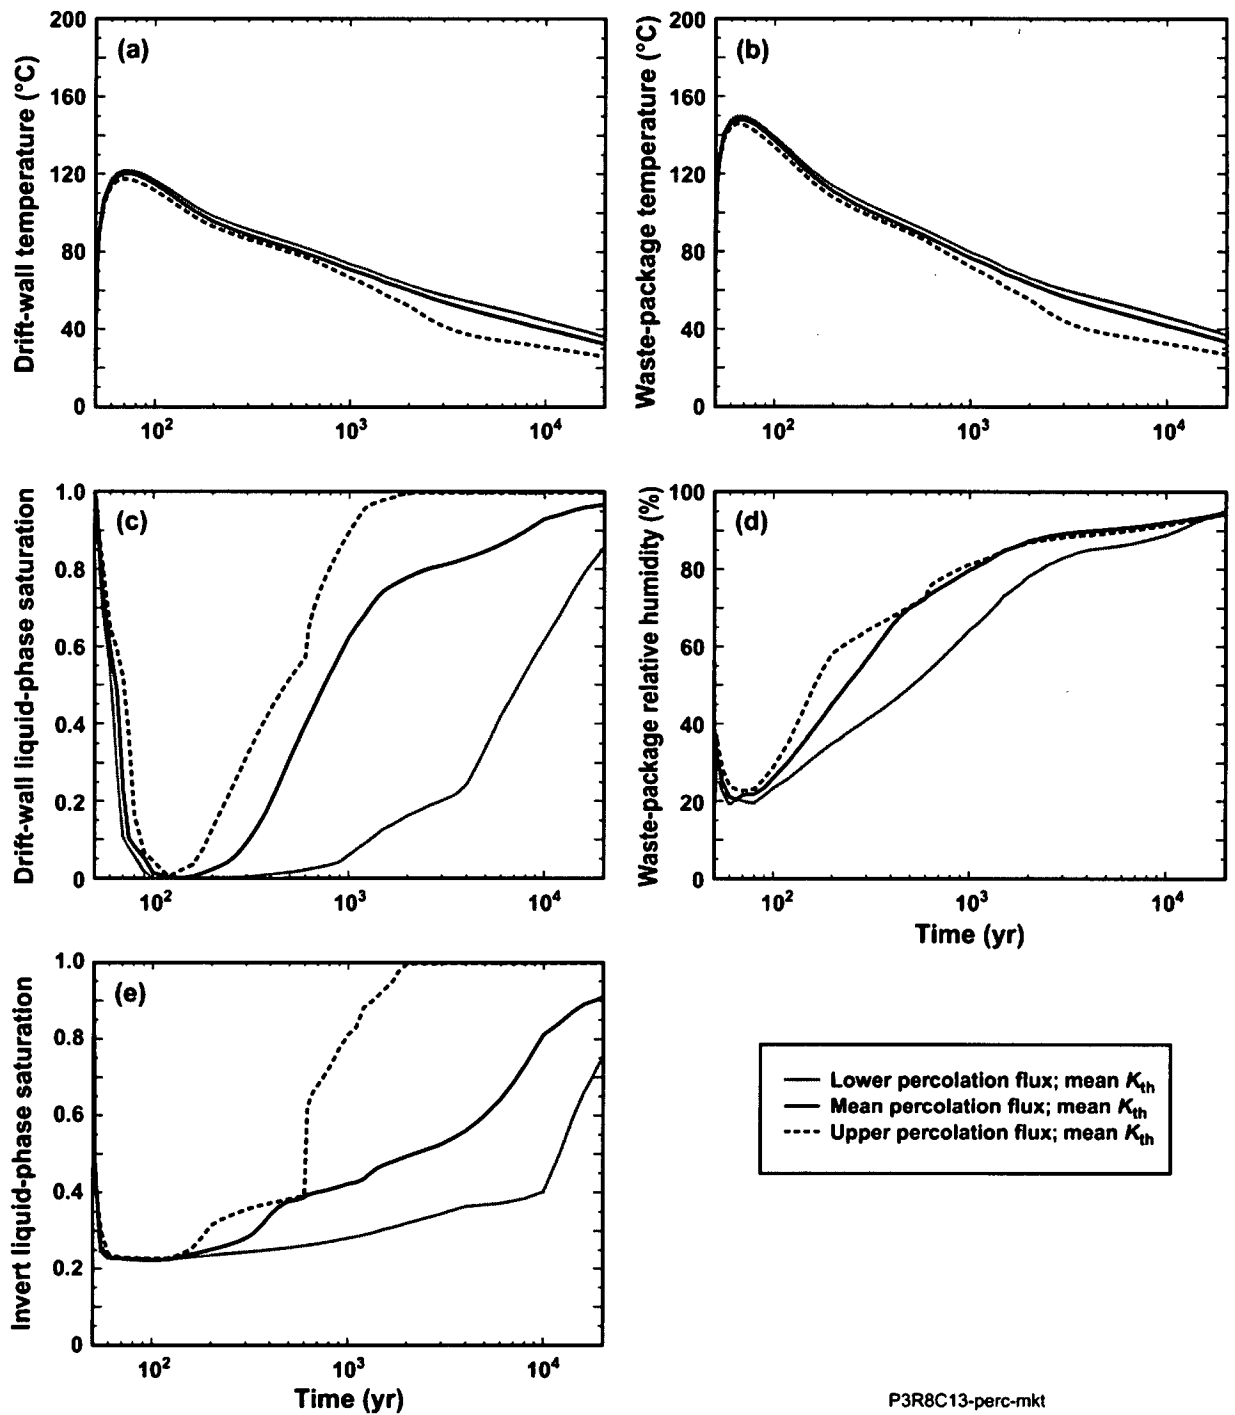 (a)
Drift-wall temperature (°C)
200
160
120
80
40
0
10²
10³
10⁴
(b)
Waste-package temperature (°C)
200
160
120
80
40
0
10²
10³
10⁴
(c)
Drift-wall liquid-phase saturation
1.0
0.8
0.6
0.4
0.2
0
10²
10³
10⁴
(d)
Waste-package relative humidity (%)
100
80
60
40
20
0
10²
10³
10⁴
Time (yr)
(e)
Invert liquid-phase saturation
1.0
0.8
0.6
0.4
0.2
0
10²
10³
10⁴
Time (yr)
Lower percolation flux; mean Kth
Mean percolation flux; mean Kth
Upper percolation flux; mean Kth
P3R8C13-perc-mkt